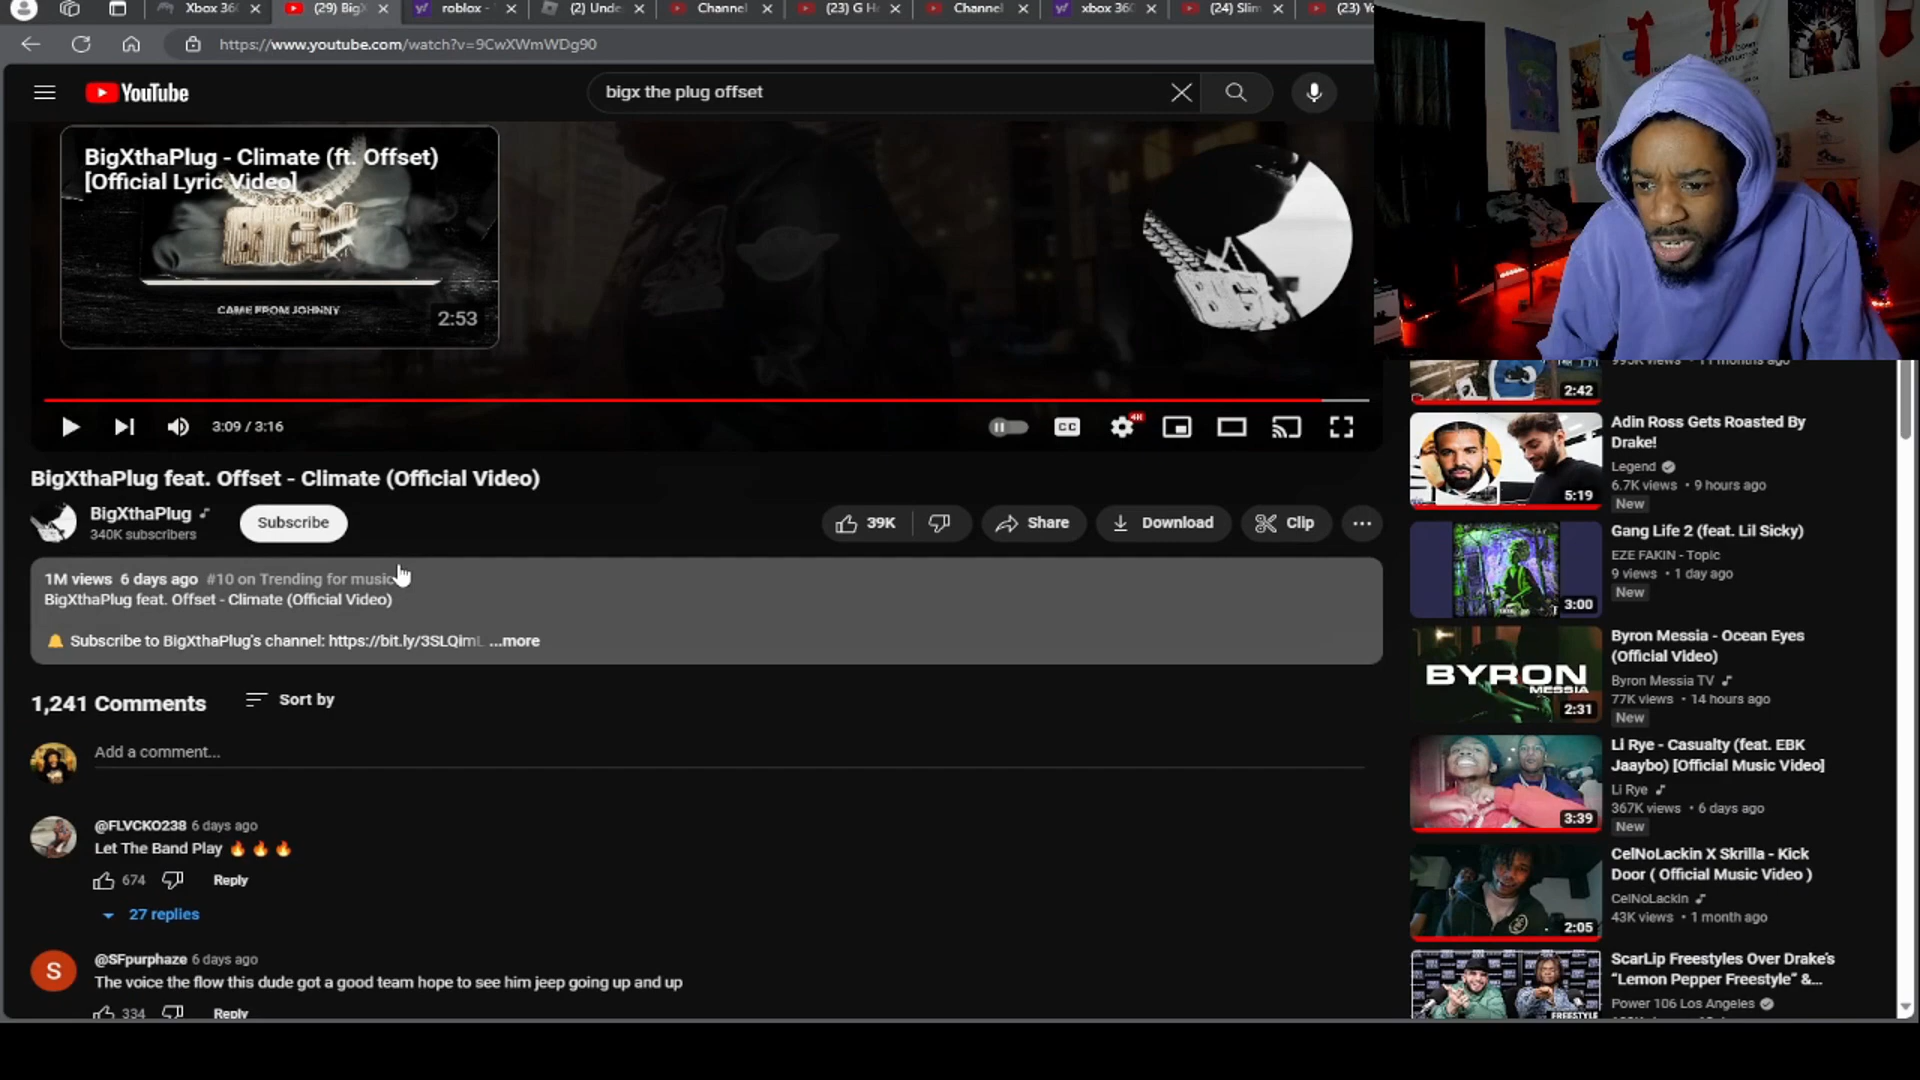 Xbox 36
(29) BigX
roblox -
(2) Unde
Channel
(23) G H
Channel
xbox 360
(24) Slim
(23) Yo
https://www.youtube.com/watch?v=9CwXWmWDg90
YouTube
bigx the plug offset
BigXthaPlug - Climate (ft. Offset)
[Official Lyric Video]
CAME FROM JOHNNY
2:53
3:09 / 3:16
CC
4K
BigXthaPlug feat. Offset - Climate (Official Video)
BigXthaPlug
340K subscribers
Subscribe
39K
Share
Download
Clip
1M views 6 days ago #10 on Trending for music
BigXthaPlug feat. Offset - Climate (Official Video)
🔔 Subscribe to BigXthaPlug's channel: https://bit.ly/3SLQimL ...more
1,241 Comments
Sort by
Add a comment...
@FLVCKO238 6 days ago
Let The Band Play 🔥 🔥 🔥
674
Reply
27 replies
S
@SFpurphaze 6 days ago
The voice the flow this dude got a good team hope to see him jeep going up and up
334
Reply
2:42
Adin Ross Gets Roasted By
Drake!
Legend
6.7K views • 9 hours ago
New
5:19
Gang Life 2 (feat. Lil Sicky)
EZE FAKIN - Topic
9 views • 1 day ago
New
3:00
BYRON
MESSIA
2:31
Byron Messia - Ocean Eyes
(Official Video)
Byron Messia TV
77K views • 14 hours ago
New
Li Rye - Casualty (feat. EBK
Jaaybo) [Official Music Video]
Li Rye
367K views • 6 days ago
New
3:39
CelNoLackin X Skrilla - Kick
Door ( Official Music Video )
CelNoLackin
43K views • 1 month ago
2:05
ScarLip Freestyles Over Drake's
"Lemon Pepper Freestyle" &...
Power 106 Los Angeles
FREESTYLE